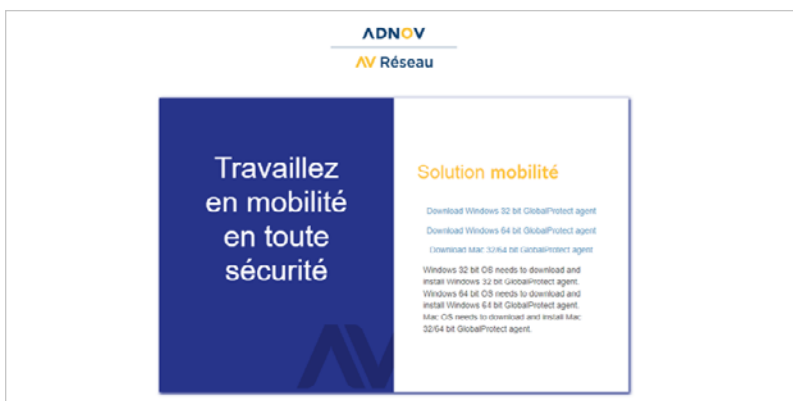 ADNOV
AV Réseau
Travaillez
en mobilité
en toute
sécurité
Solution mobilité
Download Windows 32 bit GlobalProtect agent
Download Windows 64 bit GlobalProtect agent
Download Mac 32/64 bit GlobalProtect agent
Windows 32 bit OS needs to download and
install Windows 32 bit GlobalProtect agent.
Windows 64 bit OS needs to download and
install Windows 64 bit GlobalProtect agent.
Mac OS needs to download and install Mac
32/64 bit GlobalProtect agent.
AV